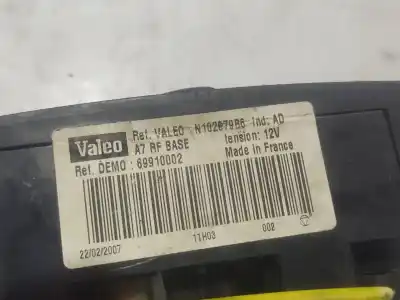 Valeo
Ref. VALEO : N102979B6 Ind: AD
A7 RF BASE tension: 12V
Ref. DEMO : 69910002 Made in France
22/02/2007 11H03 002